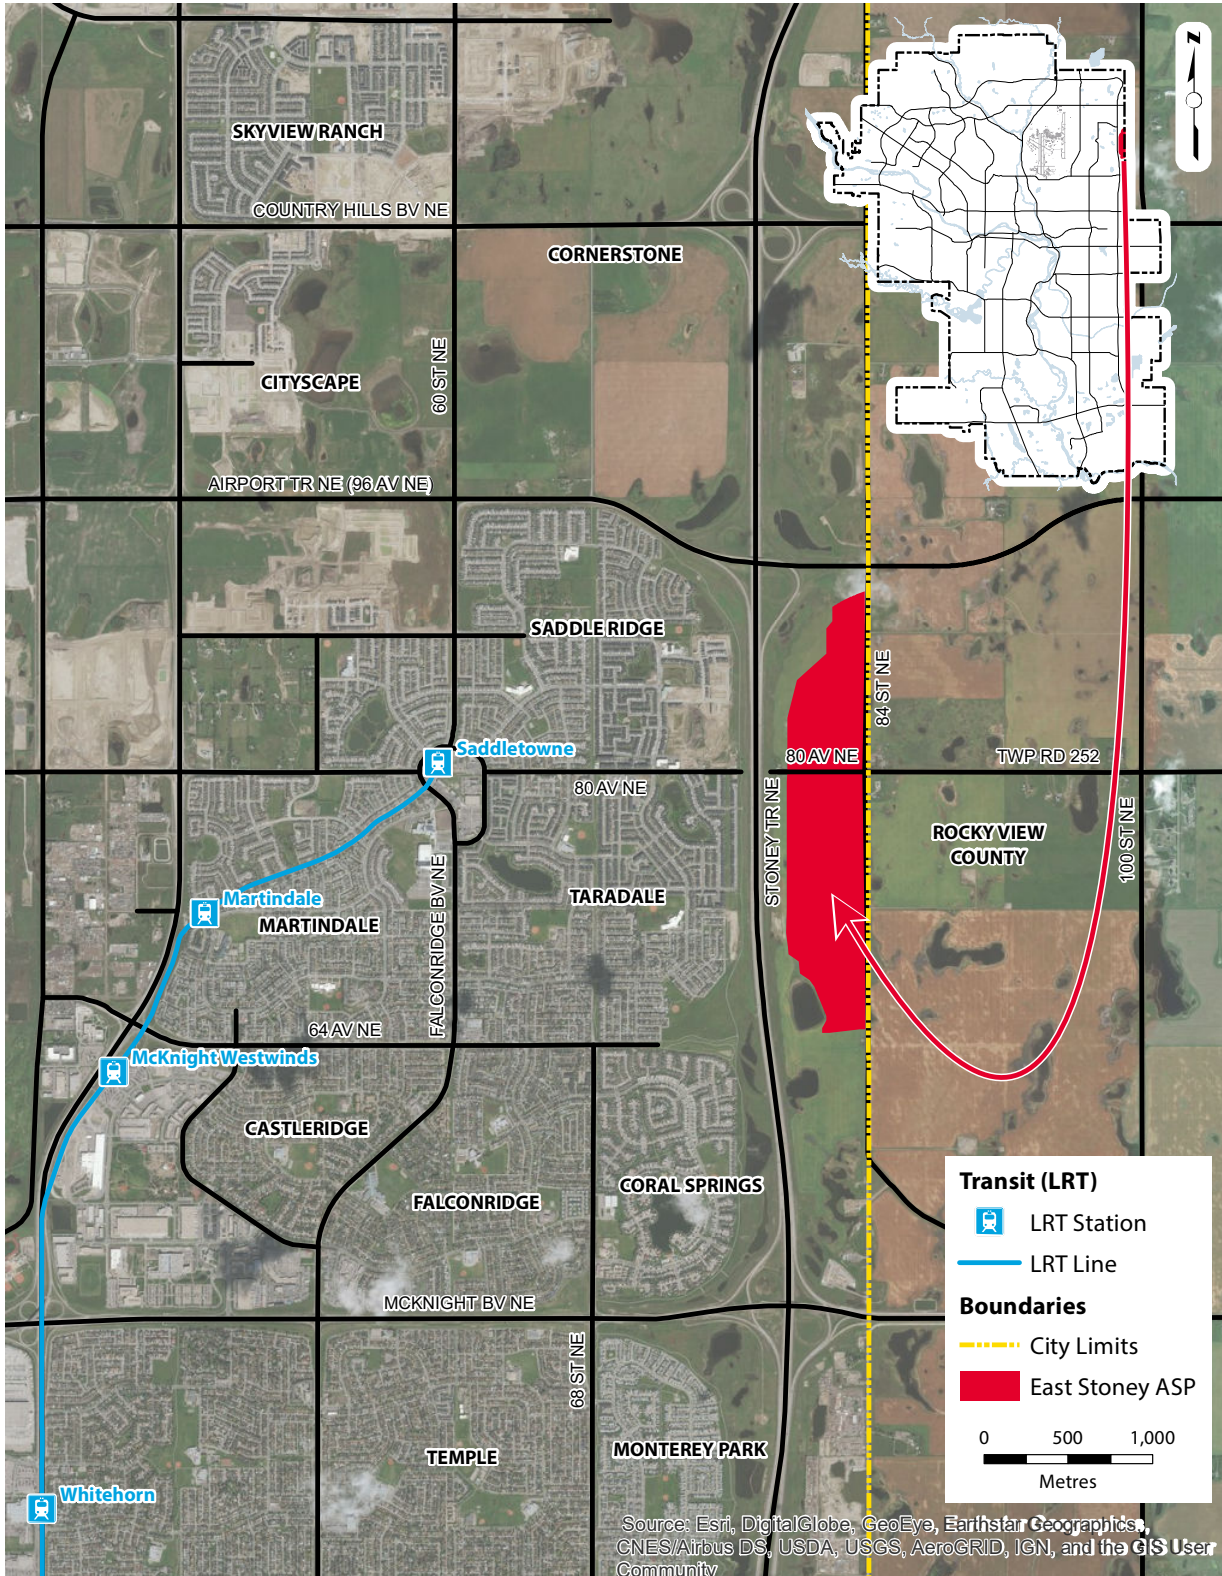 N
SKYVIEW RANCH
COUNTRY HILLS BV NE
CORNERSTONE
60 ST NE
CITYSCAPE
AIRPORT TR NE (96 AV NE)
SADDLE RIDGE
84 ST NE
Saddletowne
80 AV NE
TWP RD 252
80 AV NE
STONEY TR NE
ROCKY VIEW
COUNTY
100 ST NE
FALCONRIDGE BV NE
Martindale
TARADALE
MARTINDALE
64 AV NE
McKnight Westwinds
CASTLERIDGE
CORAL SPRINGS
FALCONRIDGE
MCKNIGHT BV NE
68 ST NE
TEMPLE
MONTEREY PARK
Whitehorn
Transit (LRT)
LRT Station
LRT Line
Boundaries
City Limits
East Stoney ASP
0 500 1,000
Metres
Source: Esri, DigitalGlobe, GeoEye, Earthstar Geographics,
CNES/Airbus DS, USDA, USGS, AeroGRID, IGN, and the GIS User
Community